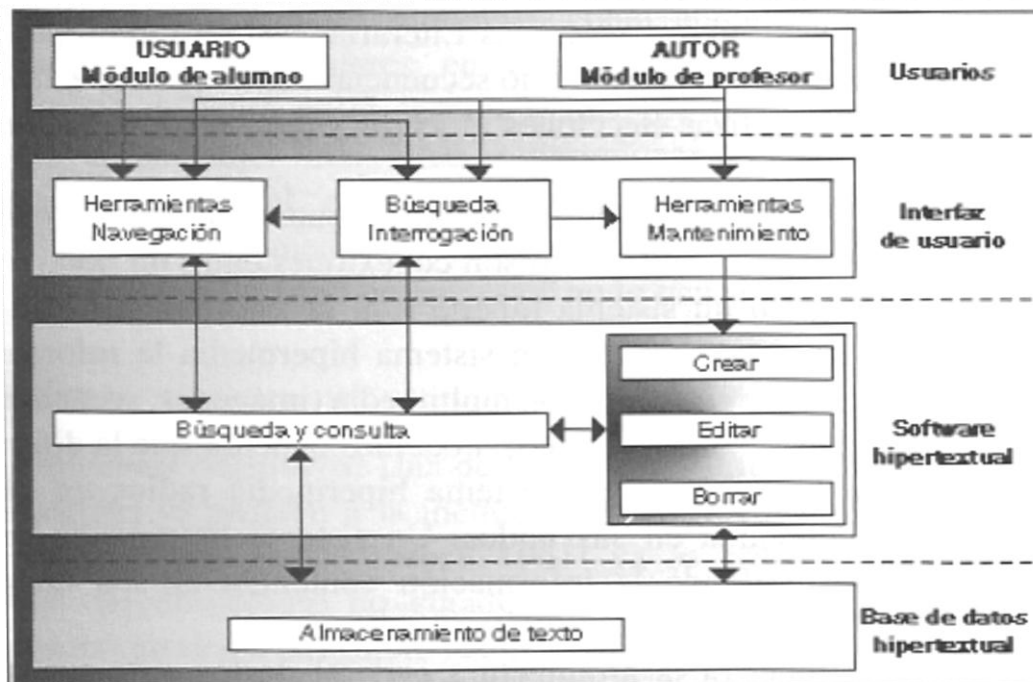 USUARIO
Módulo de alumno
AUTOR
Módulo de profesor
Usuarios
Herramientas
Navegación
Búsqueda
Interrogación
Herramientas
Mantenimiento
Interfaz
de usuario
Crear
Búsqueda y consulta
Editar
Borrar
Software
hipertextual
Almacenamiento de texto
Base de datos
hipertextual